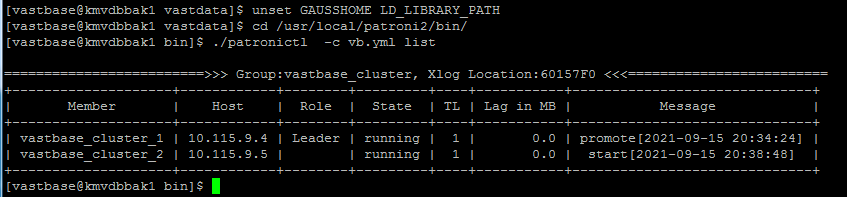 [vastbase@kmvdbbak1 vastdata]$ unset GAUSSHOME LD_LIBRARY_PATH
[vastbase@kmvdbbak1 vastdata]$ cd /usr/local/patroni2/bin/
[vastbase@kmvdbbak1 bin]$ ./patronictl  -c vb.yml list
=========================>>> Group:vastbase_cluster, Xlog Location:60157F0 <<<=========================
+--------------------+------------+--------+---------+----+-----------+------------------------------+
|       Member       |    Host    |  Role  |  State  | TL | Lag in MB |           Message            |
+--------------------+------------+--------+---------+----+-----------+------------------------------+
| vastbase_cluster_1 | 10.115.9.4 | Leader | running |  1 |       0.0 | promote[2021-09-15 20:34:24] |
| vastbase_cluster_2 | 10.115.9.5 |        | running |  1 |       0.0 |  start[2021-09-15 20:38:48]  |
+--------------------+------------+--------+---------+----+-----------+------------------------------+
[vastbase@kmvdbbak1 bin]$